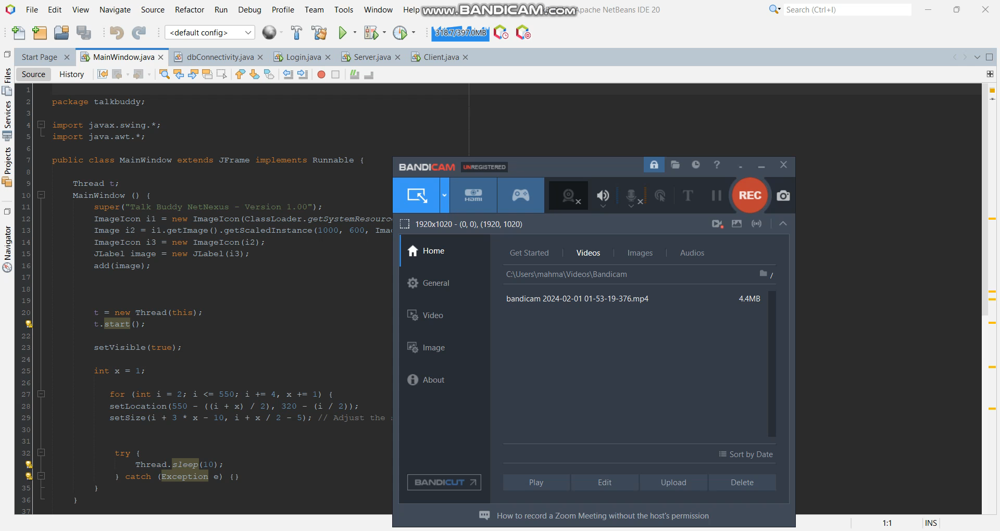 File Edit View Navigate Source Refactor Run Debug Profile Team Tools Window Help www.BANDICAM.com Apache NetBeans IDE 20 Search (Ctrl+I)
<default config> 318.7/397.0MB
Start Page MainWindow.java dbConnectivity.java Login.java Server.java Client.java
Source History
Files
Services
Projects
Navigator
1
2 package talkbuddy;
3
4 import javax.swing.*;
5 import java.awt.*;
6
7 public class MainWindow extends JFrame implements Runnable {
8
9 Thread t;
10 MainWindow () {
11 super("Talk Buddy NetNexus - Version 1.00");
12 ImageIcon i1 = new ImageIcon(ClassLoader.getSystemResourc
13 Image i2 = i1.getImage().getScaledInstance(1000, 600, Ima
14 ImageIcon i3 = new ImageIcon(i2);
15 JLabel image = new JLabel(i3);
16 add(image);
17
18
19
20 t = new Thread(this);
t.start();
22
23 setVisible(true);
24
25 int x = 1;
26
27 for (int i = 2; i <= 550; i += 4, x += 1) {
28 setLocation(550 - ((i + x) / 2), 320 - (i / 2));
29 setSize(i + 3 * x - 10, i + x / 2 - 5); // Adjust the
30
31
32 try {
Thread.sleep(10);
} catch (Exception e) {}
35 }
36 }
37
BANDICAM UNREGISTERED
HDMI T REC
1920x1020 - (0, 0), (1920, 1020)
Home
General
Video
Image
About
BANDICUT
Get Started Videos Images Audios
C:\Users\mahma\Videos\Bandicam /
bandicam 2024-02-01 01-53-19-376.mp4 4.4MB
Sort by Date
Play Edit Upload Delete
How to record a Zoom Meeting without the host's permission
1:1 INS